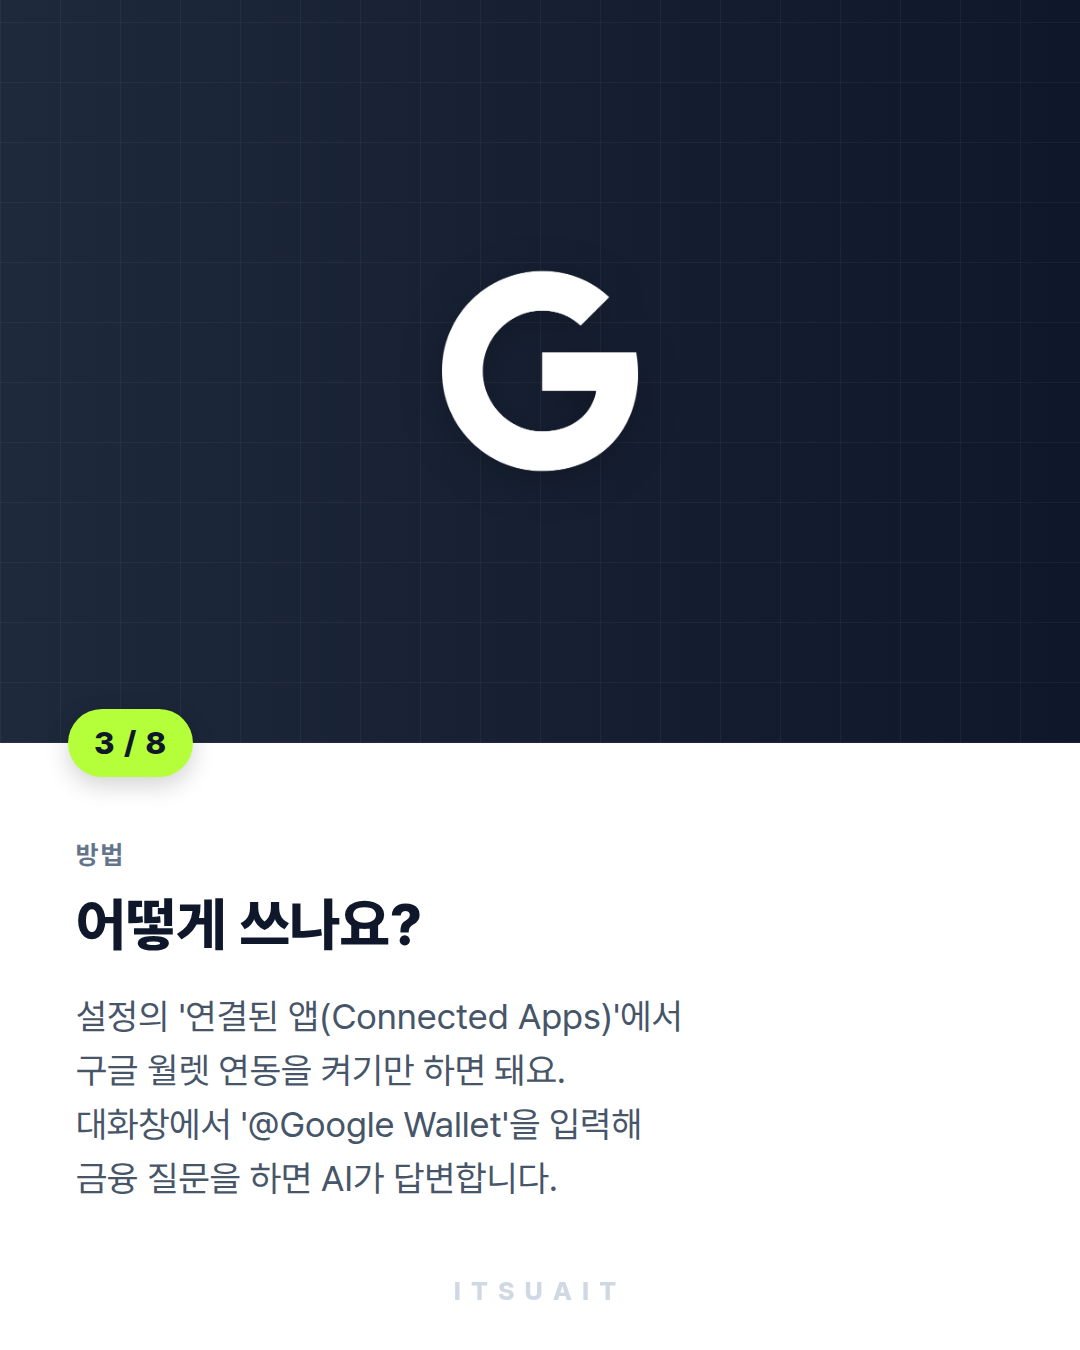 3 / 8
방법
어떻게 쓰나요?
설정의 '연결된 앱(Connected Apps)'에서
구글 월렛 연동을 켜기만 하면 돼요.
대화창에서 '@Google Wallet'을 입력해
금융 질문을 하면 AI가 답변합니다.
ITSUAIT